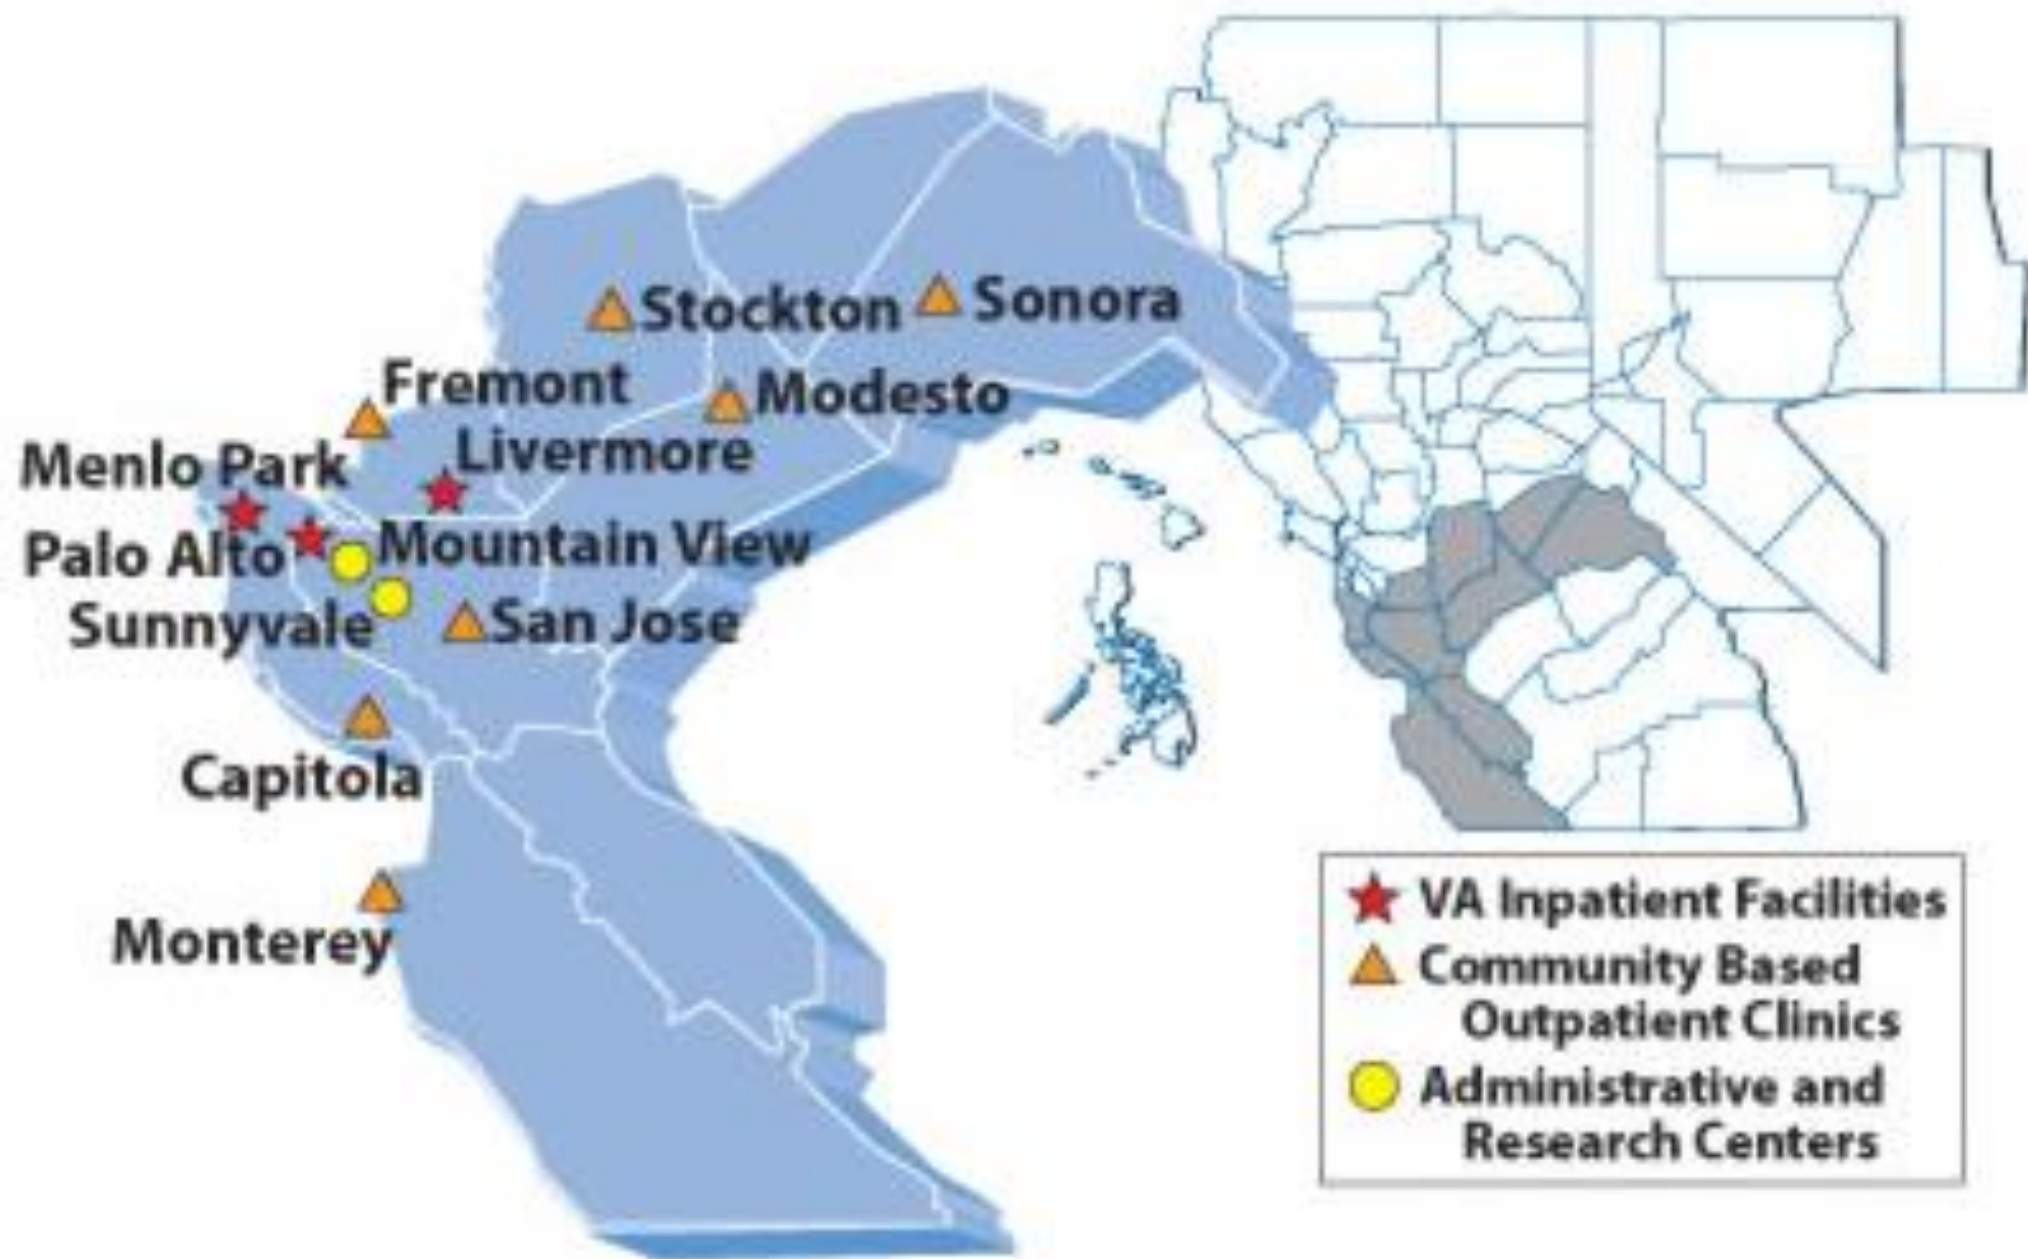 Stockton
Sonora
Fremont
Modesto
Menlo Park
Livermore
Palo Alto
Mountain View
Sunnyvale
San Jose
Capitola
Monterey
VA Inpatient Facilities
Community Based
Outpatient Clinics
Administrative and
Research Centers